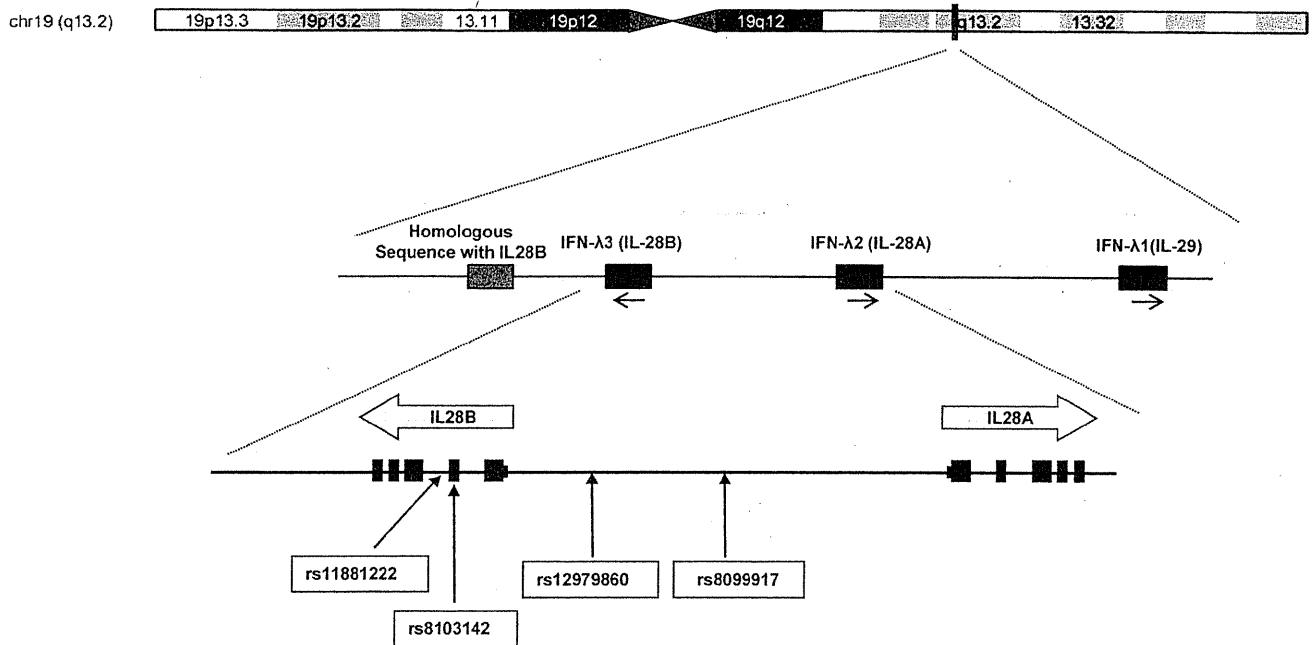 chr19 (q13.2)
19p13.3
19p13.2
13.11
19p12
19q12
q13.2
13.32
Homologous
Sequence with IL28B
IFN-λ3 (IL-28B)
IFN-λ2 (IL-28A)
IFN-λ1(IL-29)
IL28B
IL28A
rs11881222
rs12979860
rs8099917
rs8103142